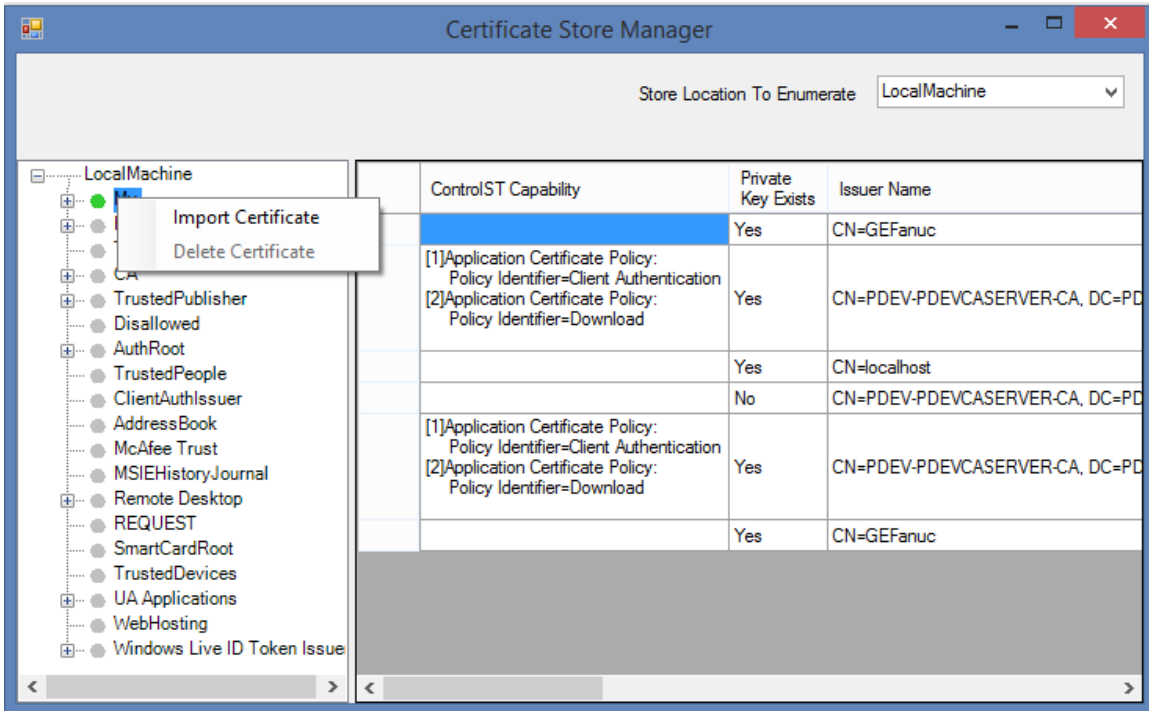 Certificate Store Manager
Store Location To Enumerate
LocalMachine
LocalMachine
My
Import Certificate
Delete Certificate
CA
TrustedPublisher
Disallowed
AuthRoot
TrustedPeople
ClientAuthIssuer
AddressBook
McAfee Trust
MSIEHistoryJournal
Remote Desktop
REQUEST
SmartCardRoot
TrustedDevices
UA Applications
WebHosting
Windows Live ID Token Issue
ControlST Capability
Private
Key Exists
Issuer Name
Yes
CN=GEFanuc
[1]Application Certificate Policy:
Policy Identifier=Client Authentication
[2]Application Certificate Policy:
Policy Identifier=Download
Yes
CN=PDEV-PDEVCASERVER-CA, DC=PD
Yes
CN=localhost
No
CN=PDEV-PDEVCASERVER-CA, DC=PD
[1]Application Certificate Policy:
Policy Identifier=Client Authentication
[2]Application Certificate Policy:
Policy Identifier=Download
Yes
CN=PDEV-PDEVCASERVER-CA, DC=PD
Yes
CN=GEFanuc